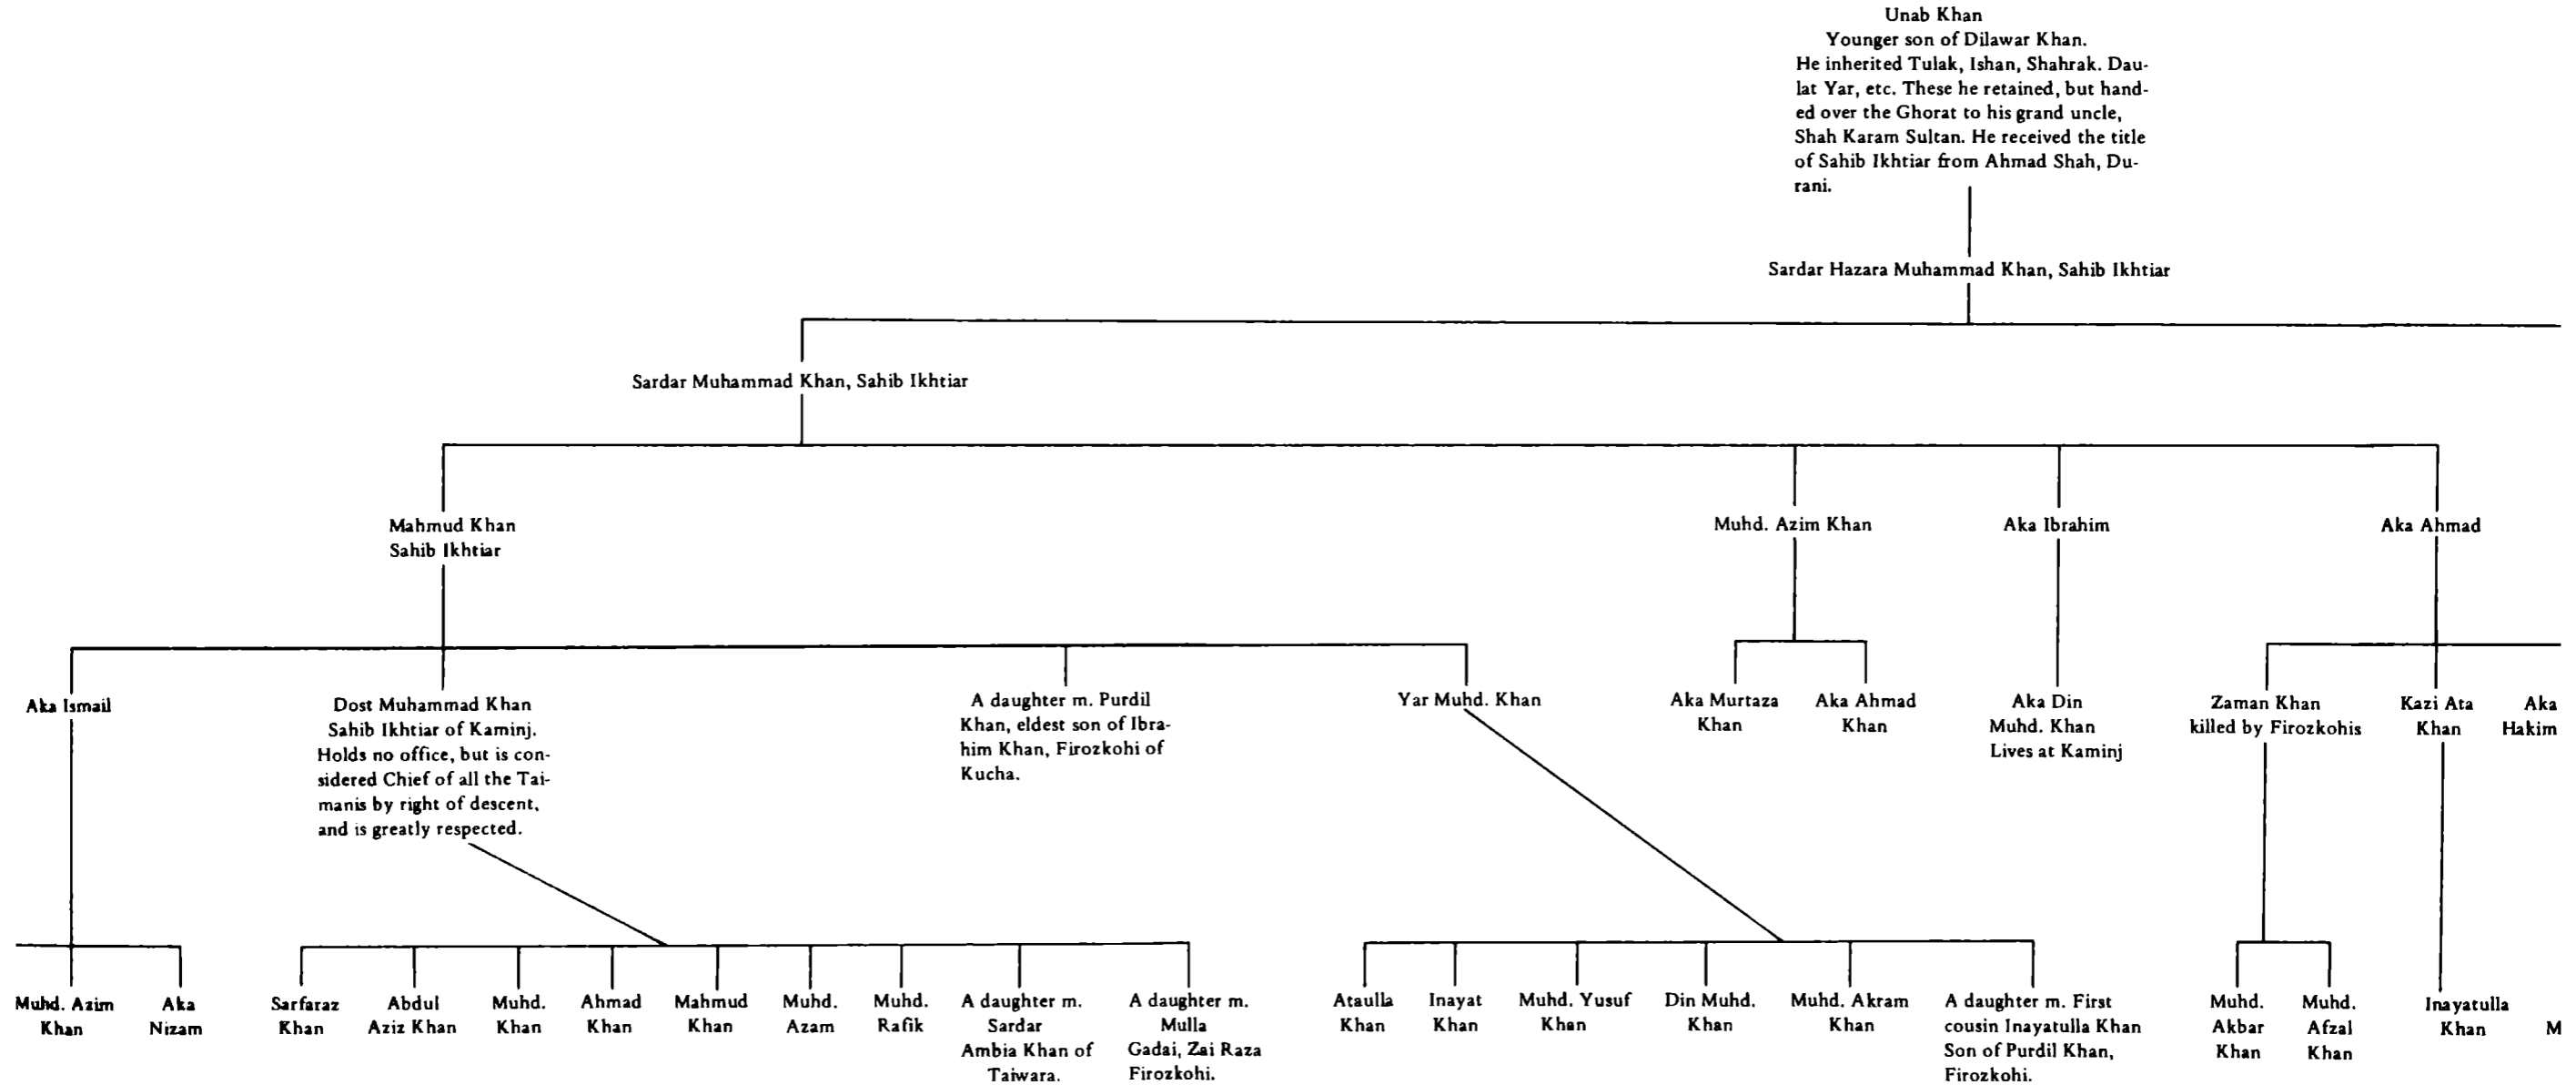 Unab Khan
Younger son of Dilawar Khan.
He inherited Tulak, Ishan, Shahrak. Dau-
lat Yar, etc. These he retained, but hand-
ed over the Ghorat to his grand uncle,
Shah Karam Sultan. He received the title
of Sahib Ikhtiar from Ahmad Shah, Du-
rani.
Sardar Hazara Muhammad Khan, Sahib Ikhtiar
Sardar Muhammad Khan, Sahib Ikhtiar
Mahmud Khan
Sahib Ikhtiar
Muhd. Azim Khan
Aka Ibrahim
Aka Ahmad
Aka Ismail
Dost Muhammad Khan
Sahib Ikhtiar of Kaminj.
Holds no office, but is con-
sidered Chief of all the Tai-
manis by right of descent,
and is greatly respected.
A daughter m. Purdil
Khan, eldest son of Ibra-
him Khan, Firozkohi of
Kucha.
Yar Muhd. Khan
Aka Murtaza
Khan
Aka Ahmad
Khan
Aka Din
Muhd. Khan
Lives at Kaminj
Zaman Khan
killed by Firozkohis
Kazi Ata
Khan
Aka
Hakim
Muhd. Azim
Khan
Aka
Nizam
Sarfaraz
Khan
Abdul
Aziz Khan
Muhd.
Khan
Ahmad
Khan
Mahmud
Khan
Muhd.
Azam
Muhd.
Rafik
A daughter m.
Sardar
Ambia Khan of
Taiwara.
A daughter m.
Mulla
Gadai, Zai Raza
Firozkohi.
Ataulla
Khan
Inayat
Khan
Muhd. Yusuf
Khan
Din Muhd.
Khan
Muhd. Akram
Khan
A daughter m. First
cousin Inayatulla Khan
Son of Purdil Khan,
Firozkohi.
Muhd.
Akbar
Khan
Muhd.
Afzal
Khan
Inayatulla
Khan
M